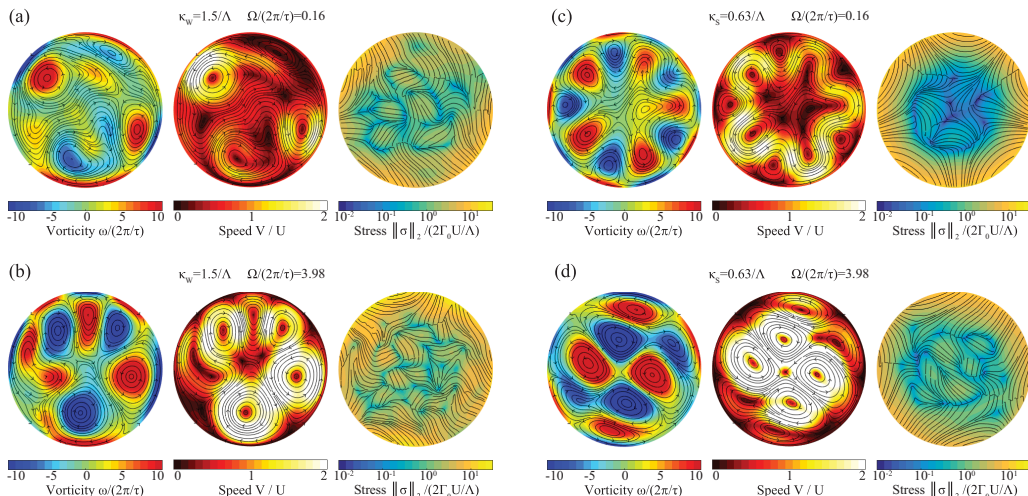 (a) κW=1.5/Λ Ω/(2π/τ)=0.16
-10 -5 0 5 10
Vorticity ω/(2π/τ)
0 1 2
Speed V / U
10-2 10-1 100 101
Stress ‖σ‖2/(2Γ0U/Λ)
(c) κS=0.63/Λ Ω/(2π/τ)=0.16
-10 -5 0 5 10
Vorticity ω/(2π/τ)
0 1 2
Speed V / U
10-2 10-1 100 101
Stress ‖σ‖2/(2Γ0U/Λ)
(b) κW=1.5/Λ Ω/(2π/τ)=3.98
-10 -5 0 5 10
Vorticity ω/(2π/τ)
0 1 2
Speed V / U
10-2 10-1 100 101
Stress ‖σ‖2/(2Γ0U/Λ)
(d) κS=0.63/Λ Ω/(2π/τ)=3.98
-10 -5 0 5 10
Vorticity ω/(2π/τ)
0 1 2
Speed V / U
10-2 10-1 100 101
Stress ‖σ‖2/(2Γ0U/Λ)